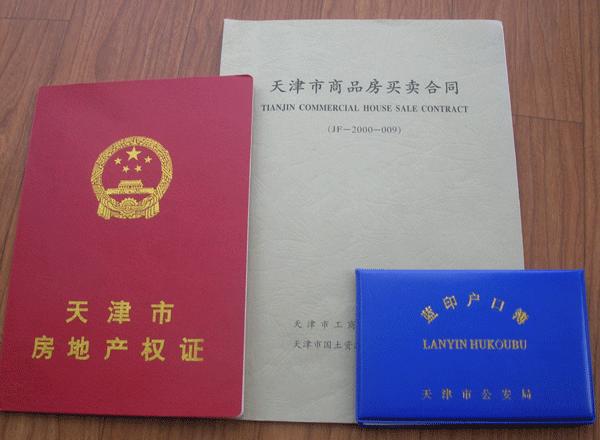 天津市
房地产权证
天津市商品房买卖合同
TIANJIN COMMERCIAL HOUSE SALE CONTRACT
(JF-2000-009)
天津市工商
天津市国土资
蓝印户口簿
LANYIN HUKOUBU
天津市公安局